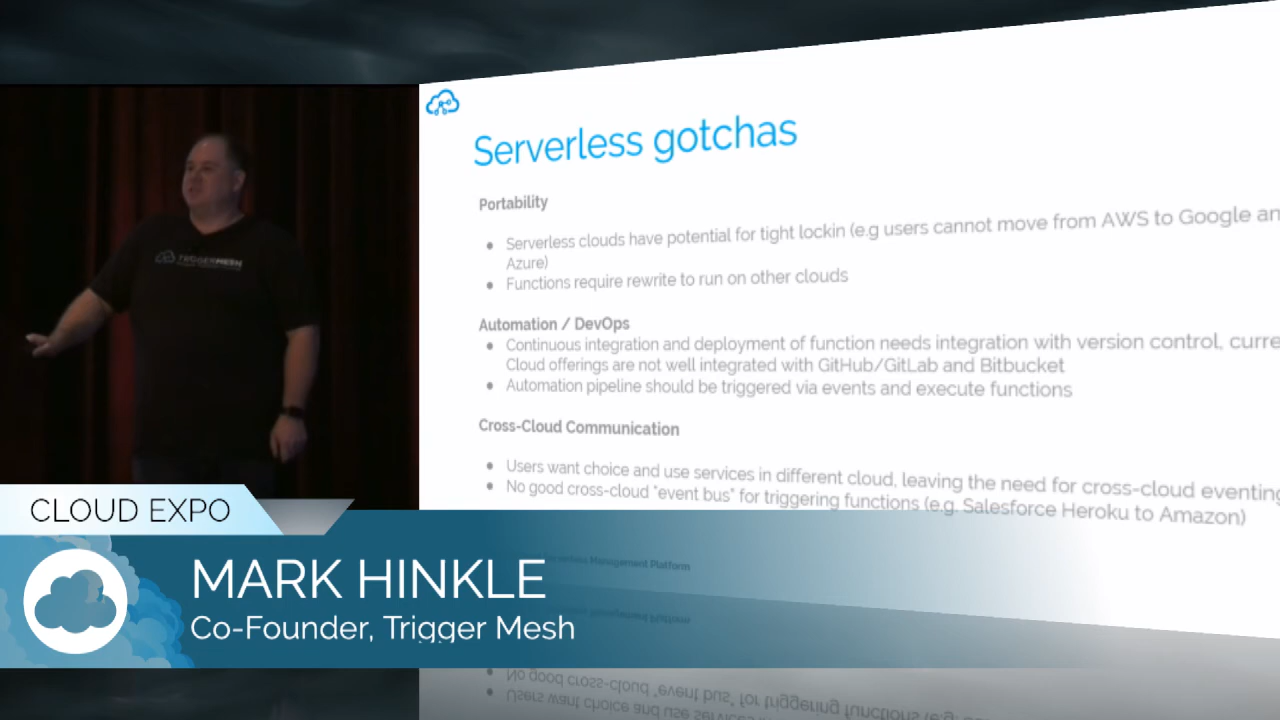 Serverless gotchas
Portability
Serverless clouds have potential for tight lockin (e.g users cannot move from AWS to Google an
Azure)
Functions require rewrite to run on other clouds
Automation / DevOps
Continuous integration and deployment of function needs integration with version control, curre
Cloud offerings are not well integrated with GitHub/GitLab and Bitbucket
Automation pipeline should be triggered via events and execute functions
Cross-Cloud Communication
Users want choice and use services in different cloud, leaving the need for cross-cloud eventing
No good cross-cloud "event bus" for triggering functions (e.g. Salesforce Heroku to Amazon)
Serverless Management Platform
TRIGGERMESH
CLOUD EXPO
MARK HINKLE
Co-Founder, Trigger Mesh